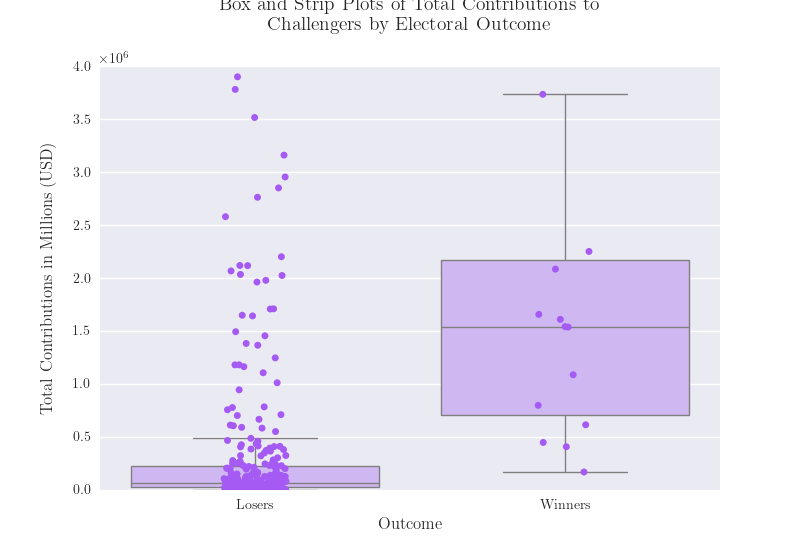 Box and Strip Plots of Total Contributions to
Challengers by Electoral Outcome
×10⁶
4.0
3.5
3.0
2.5
2.0
1.5
1.0
0.5
0.0
Total Contributions in Millions (USD)
Losers
Winners
Outcome